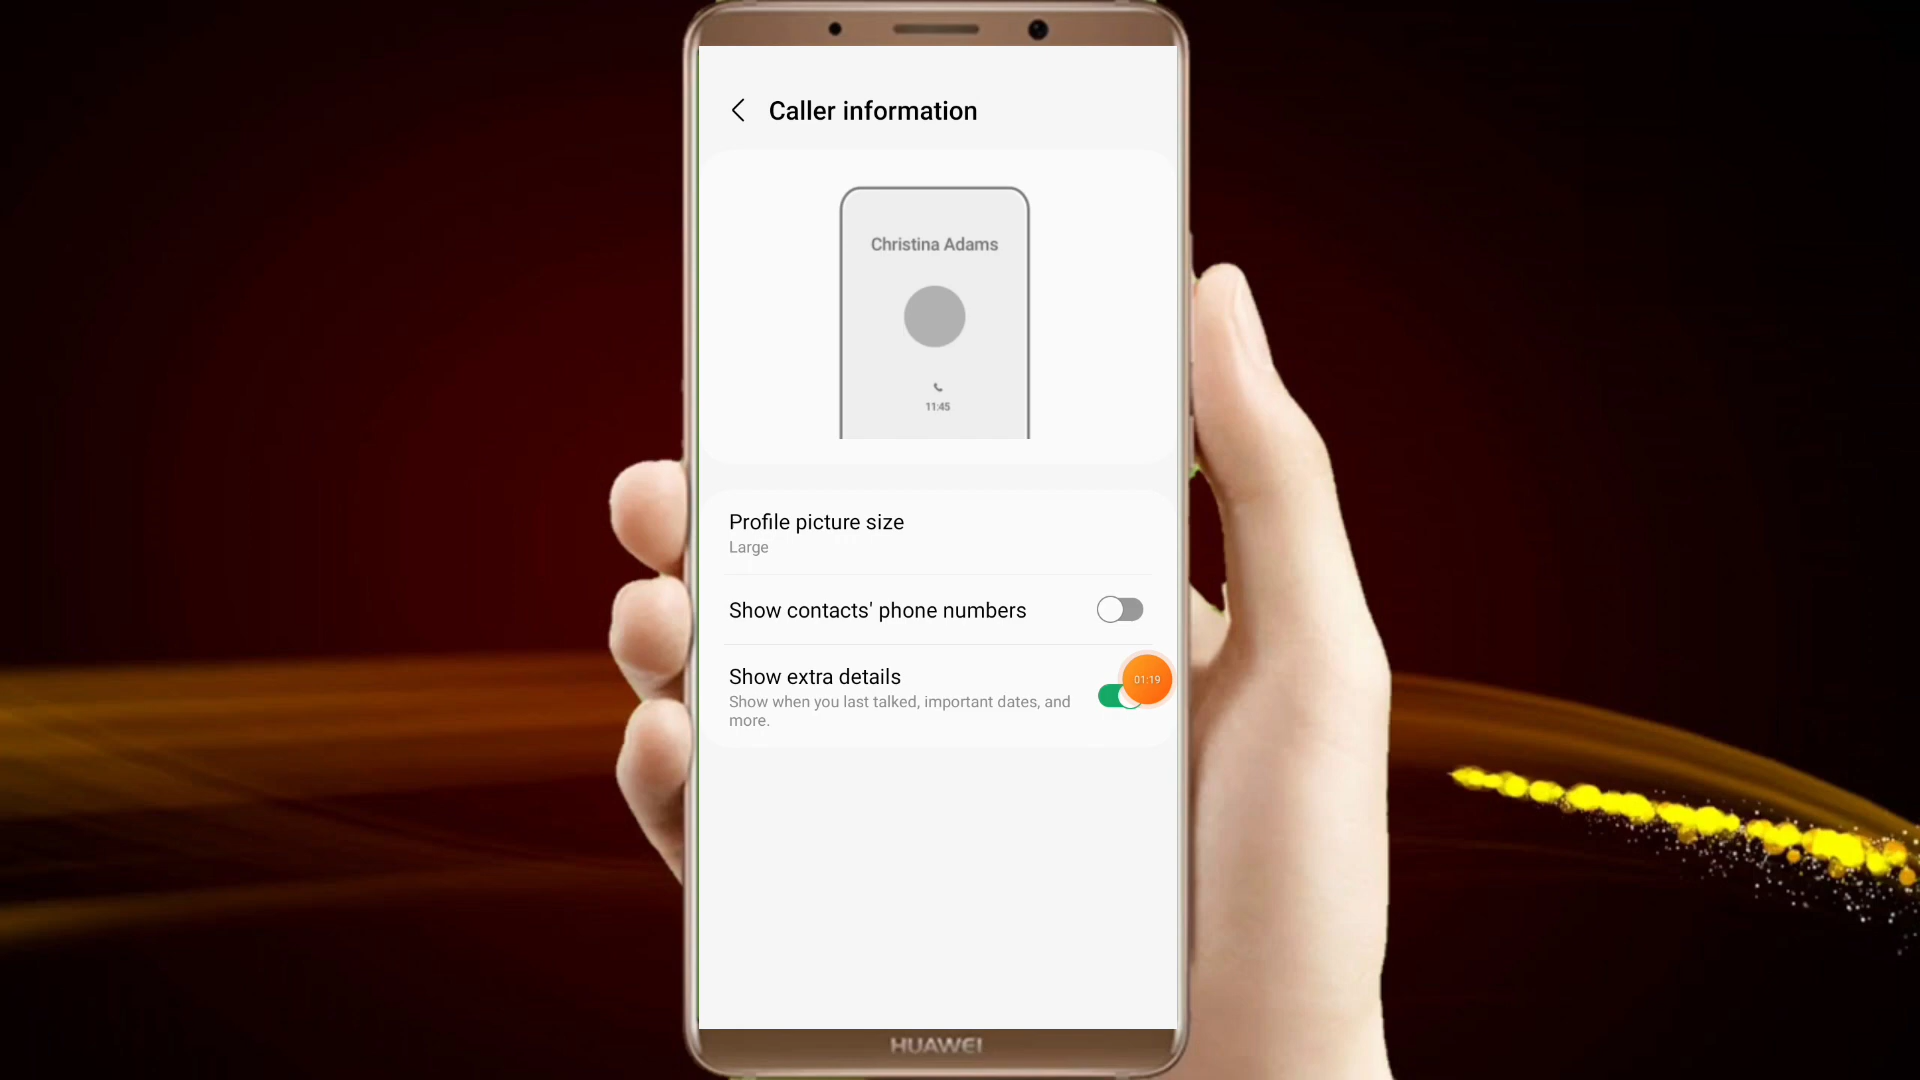 Caller information
Christina Adams
11:45
Profile picture size
Large
Show contacts' phone numbers
Show extra details
01:19
Show when you last talked, important dates, and
more.
HUAWEI